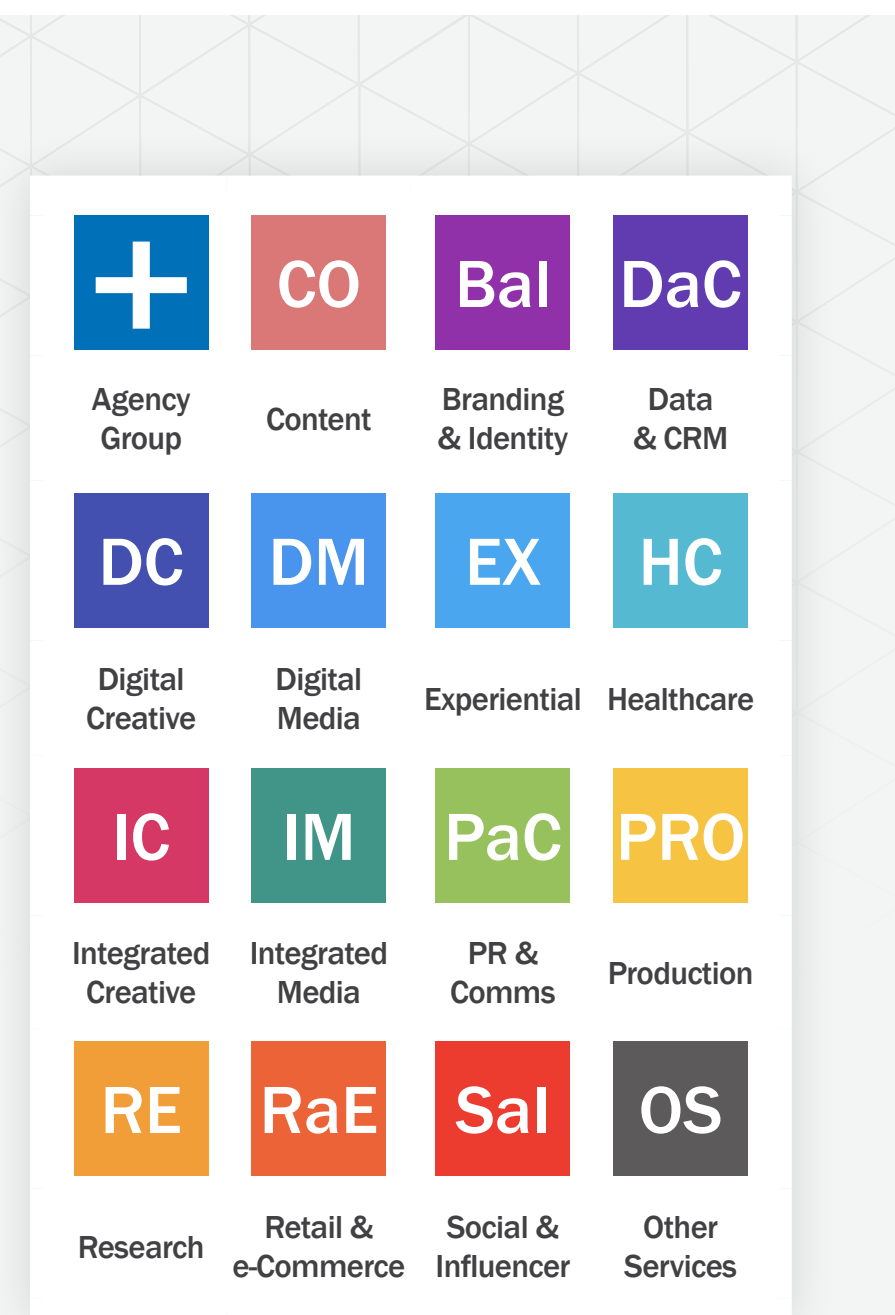 CO
BaI
DaC
Agency
Group
Content
Branding
& Identity
Data
& CRM
DC
DM
EX
HC
Digital
Creative
Digital
Media
Experiential
Healthcare
IC
IM
PaC
PRO
Integrated
Creative
Integrated
Media
PR &
Comms
Production
RE
RaE
SaI
OS
Research
Retail &
e-Commerce
Social &
Influencer
Other
Services